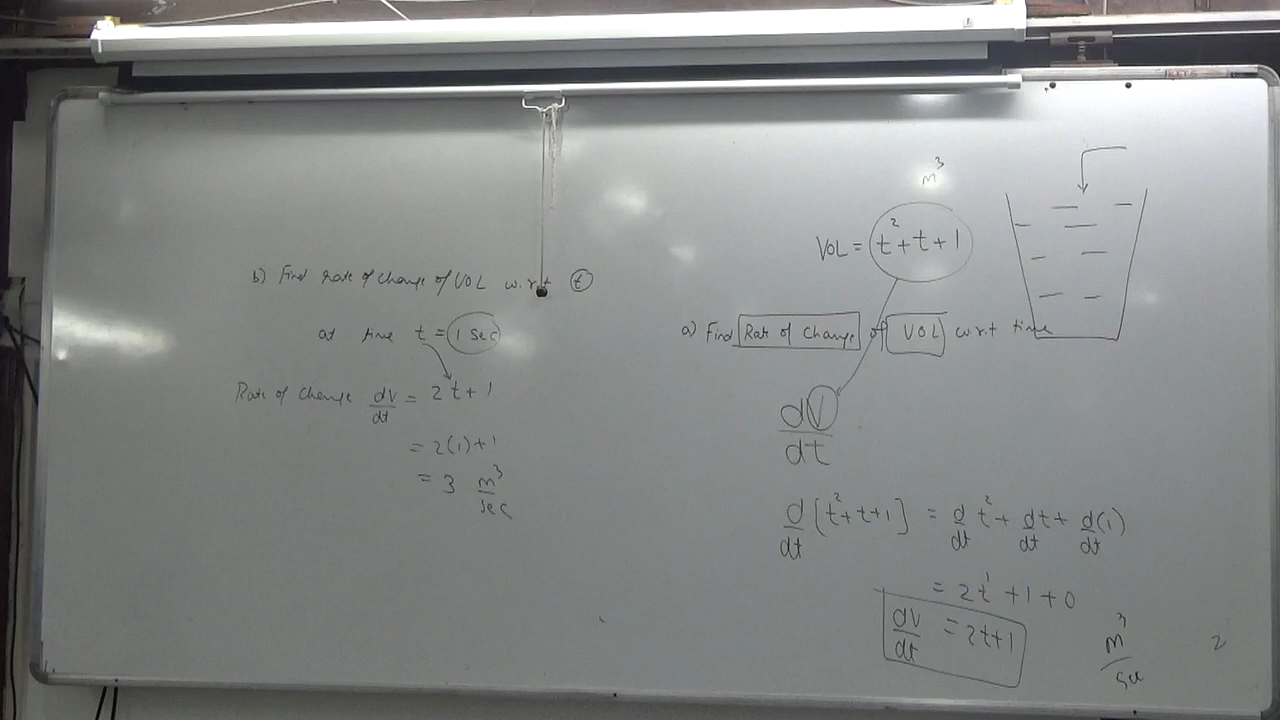 m³
VOL = t² + t + 1
a) Find Rate of Change of VOL w.r.t time
dV/dt
d/dt [t² + t + 1] = d/dt t² + d/dt t + d/dt (1)
= 2t¹ + 1 + 0
dV/dt = 2t+1
m³/sec
2
b) Find rate of change of VOL w.r.t t
at time t = 1 sec
Rate of change dV/dt = 2t + 1
= 2(1)+1
= 3 m³/sec